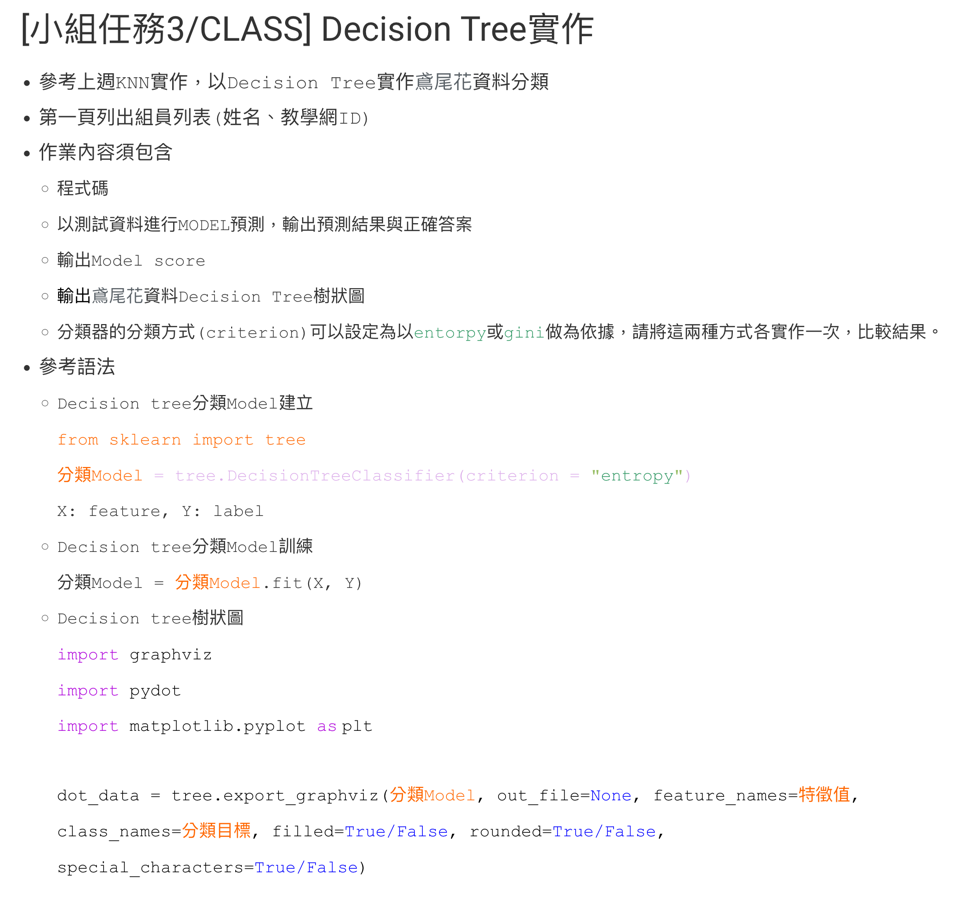 [小組任務3/CLASS] Decision Tree實作
• 參考上週KNN實作，以Decision Tree實作鳶尾花資料分類
• 第一頁列出組員列表(姓名、教學網ID)
• 作業內容須包含
○ 程式碼
○ 以測試資料進行MODEL預測，輸出預測結果與正確答案
○ 輸出Model score
○ 輸出鳶尾花資料Decision Tree樹狀圖
○ 分類器的分類方式(criterion)可以設定為以entorpy或gini做為依據，請將這兩種方式各實作一次，比較結果。
• 參考語法
○ Decision tree分類Model建立
from sklearn import tree
分類Model = tree.DecisionTreeClassifier(criterion = "entropy")
X: feature, Y: label
○ Decision tree分類Model訓練
分類Model = 分類Model.fit(X, Y)
○ Decision tree樹狀圖
import graphviz
import pydot
import matplotlib.pyplot as plt
dot_data = tree.export_graphviz(分類Model, out_file=None, feature_names=特徵值,
class_names=分類目標, filled=True/False, rounded=True/False,
special_characters=True/False)